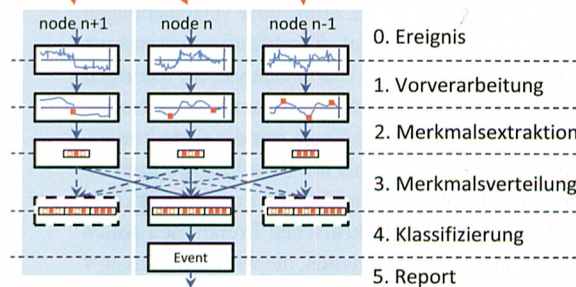 node n+1
node n
node n-1
0. Ereignis
1. Vorverarbeitung
2. Merkmalsextraktion
3. Merkmalsverteilung
4. Klassifizierung
Event
5. Report